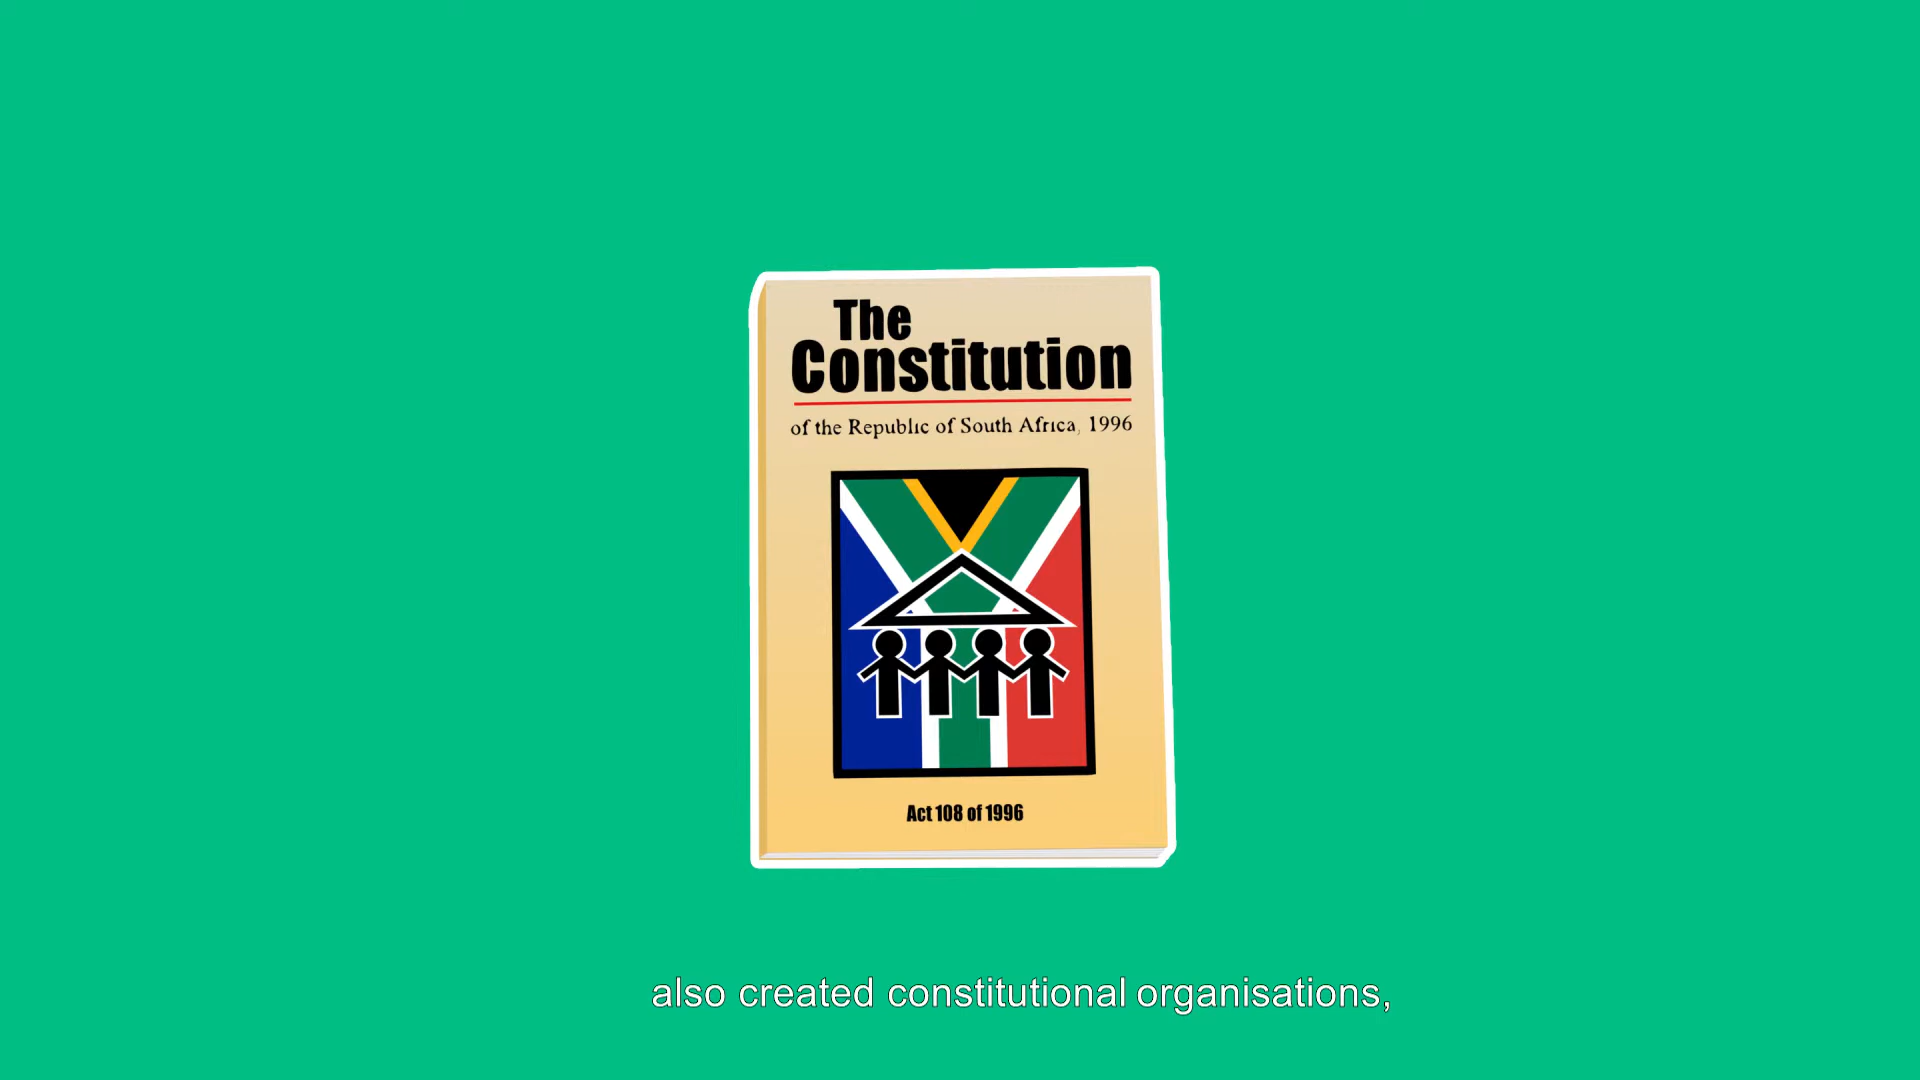 The
Constitution
of the Republic of South Africa, 1996
Act 108 of 1996
also created constitutional organisations,